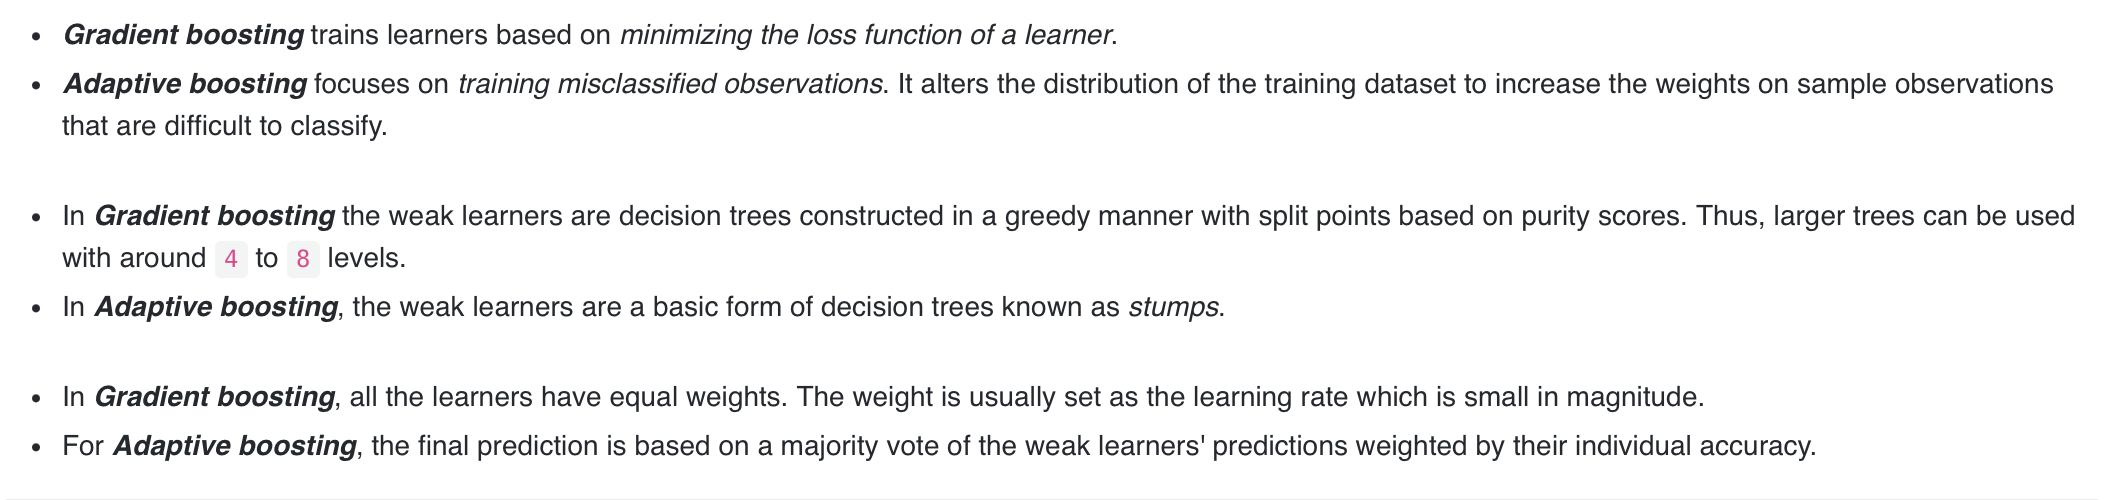 Gradient boosting trains learners based on minimizing the loss function of a learner.
Adaptive boosting focuses on training misclassified observations. It alters the distribution of the training dataset to increase the weights on sample observations
that are difficult to classify.
In Gradient boosting the weak learners are decision trees constructed in a greedy manner with split points based on purity scores. Thus, larger trees can be used
with around 4 to 8 levels.
In Adaptive boosting, the weak learners are a basic form of decision trees known as stumps.
In Gradient boosting, all the learners have equal weights. The weight is usually set as the learning rate which is small in magnitude.
For Adaptive boosting, the final prediction is based on a majority vote of the weak learners' predictions weighted by their individual accuracy.